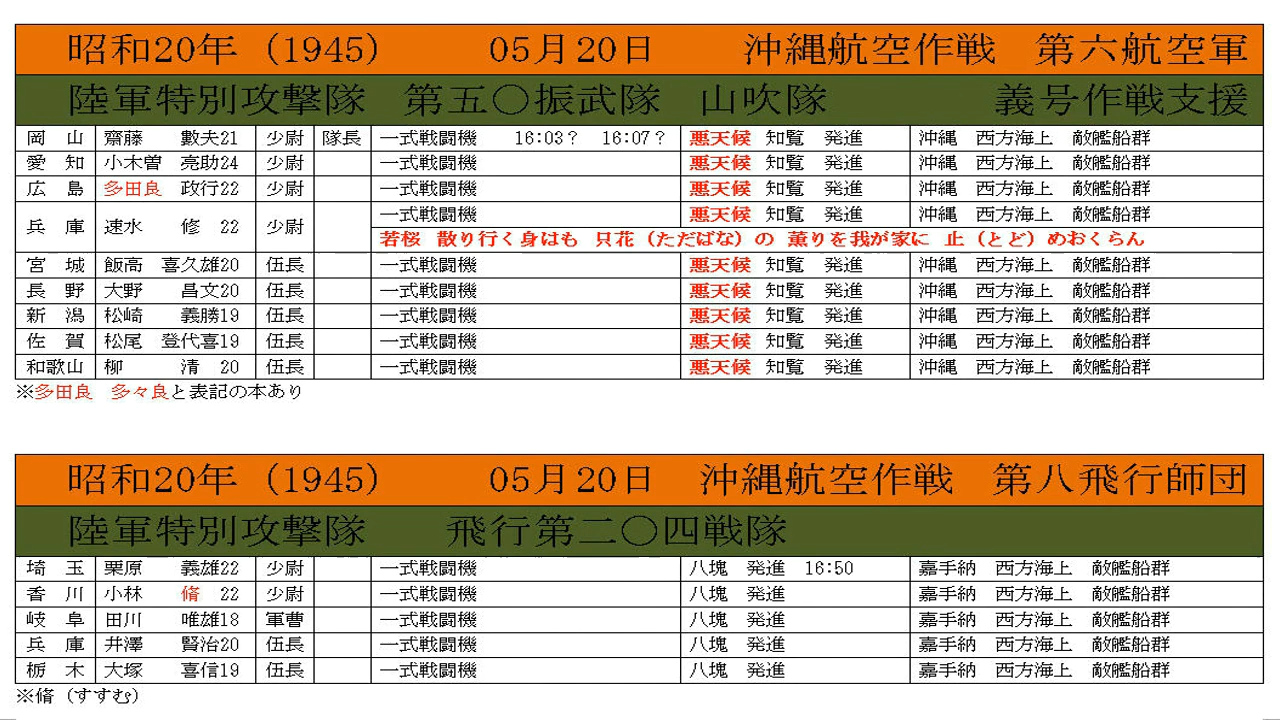 昭和20年（1945） 05月20日 沖縄航空作戦 第六航空軍
陸軍特別攻撃隊 第五〇振武隊 山吹隊 義号作戦支援
岡 山 齋藤 數夫21 少尉 隊長 一式戦闘機 16:03？ 16:07？ 悪天候 知覧 発進 沖縄 西方海上 敵艦船群
愛 知 小木曽 亮助24 少尉 一式戦闘機 悪天候 知覧 発進 沖縄 西方海上 敵艦船群
広 島 多田良 政行22 少尉 一式戦闘機 悪天候 知覧 発進 沖縄 西方海上 敵艦船群
兵 庫 速水 修 22 少尉 一式戦闘機 悪天候 知覧 発進 沖縄 西方海上 敵艦船群
若桜 散り行く身はも 只花（ただばな）の 薫りを我が家に 止（とど）めおくらん
宮 城 飯高 喜久雄20 伍長 一式戦闘機 悪天候 知覧 発進 沖縄 西方海上 敵艦船群
長 野 大野 昌文20 伍長 一式戦闘機 悪天候 知覧 発進 沖縄 西方海上 敵艦船群
新 潟 松崎 義勝19 伍長 一式戦闘機 悪天候 知覧 発進 沖縄 西方海上 敵艦船群
佐 賀 松尾 登代喜19 伍長 一式戦闘機 悪天候 知覧 発進 沖縄 西方海上 敵艦船群
和歌山 柳 清 20 伍長 一式戦闘機 悪天候 知覧 発進 沖縄 西方海上 敵艦船群
※多田良 多々良と表記の本あり
昭和20年（1945） 05月20日 沖縄航空作戦 第八飛行師団
陸軍特別攻撃隊 飛行第二〇四戦隊
埼 玉 栗原 義雄22 少尉 一式戦闘機 八塊 発進 16:50 嘉手納 西方海上 敵艦船群
香 川 小林 脩 22 少尉 一式戦闘機 八塊 発進 嘉手納 西方海上 敵艦船群
岐 阜 田川 唯雄18 軍曹 一式戦闘機 八塊 発進 嘉手納 西方海上 敵艦船群
兵 庫 井澤 賢治20 伍長 一式戦闘機 八塊 発進 嘉手納 西方海上 敵艦船群
栃 木 大塚 喜信19 伍長 一式戦闘機 八塊 発進 嘉手納 西方海上 敵艦船群
※脩（すすむ）